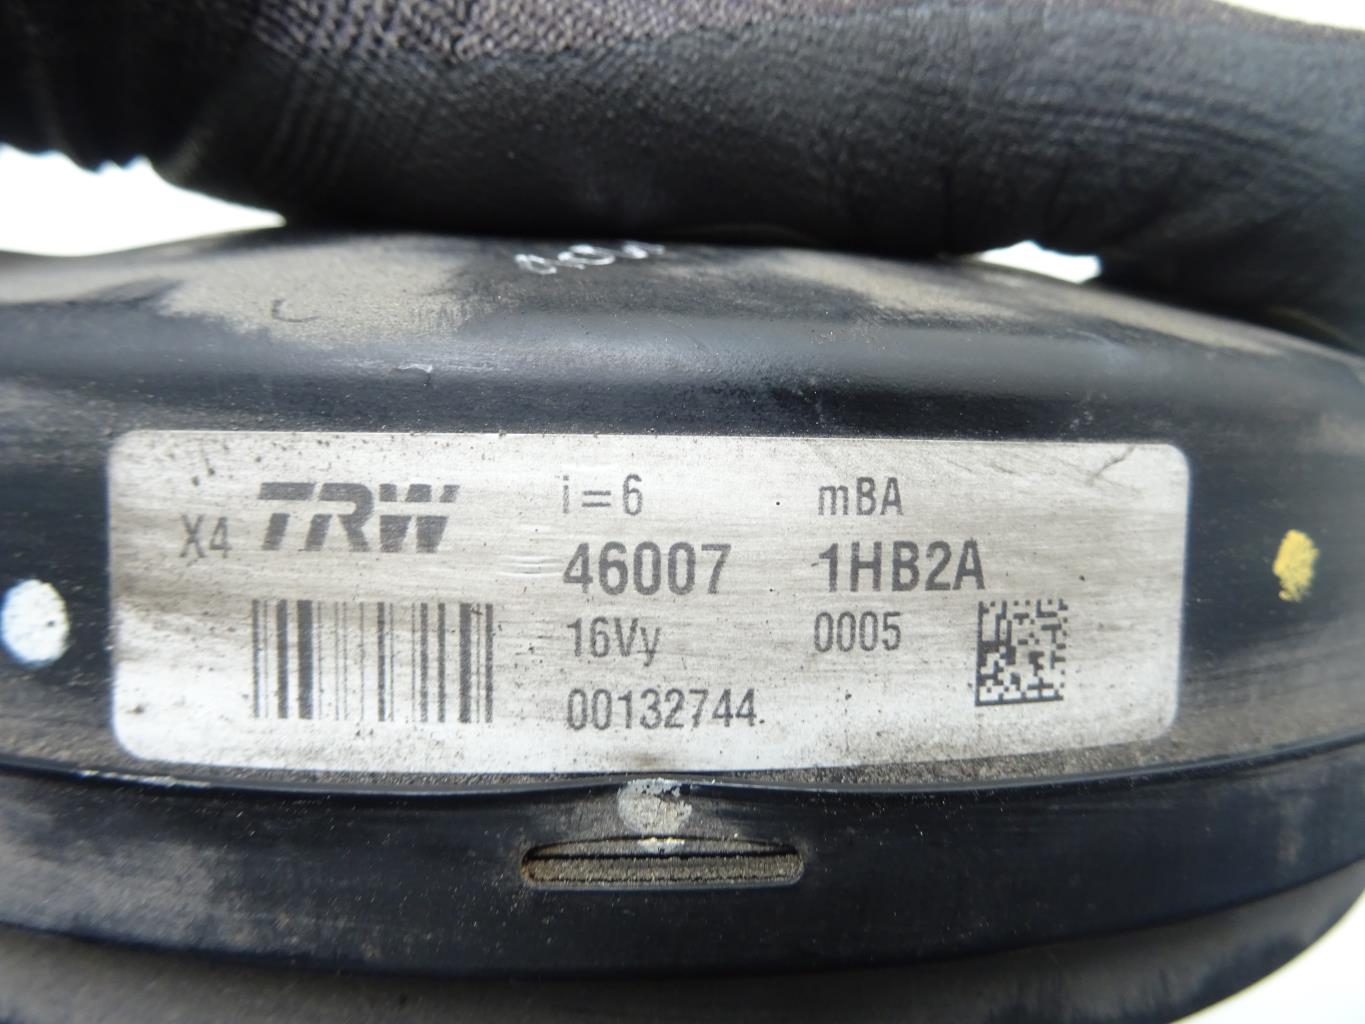 X4 TRW i=6 mBA
46007 1HB2A
16Vy 0005
00132744